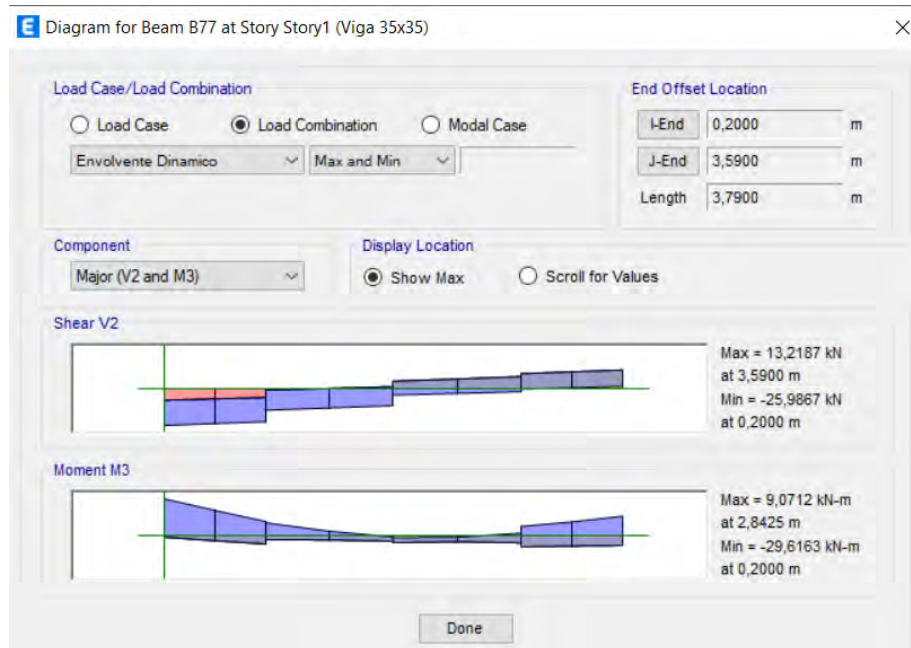 E Diagram for Beam B77 at Story Story1 (Viga 35x35)
Load Case/Load Combination
Load Case Load Combination Modal Case
Envolvente Dinamico Max and Min
End Offset Location
I-End 0,2000 m
J-End 3,5900 m
Length 3,7900 m
Component
Major (V2 and M3)
Display Location
Show Max Scroll for Values
Shear V2
Max = 13,2187 kN
at 3,5900 m
Min = -25,9867 kN
at 0,2000 m
Moment M3
Max = 9,0712 kN-m
at 2,8425 m
Min = -29,6163 kN-m
at 0,2000 m
Done